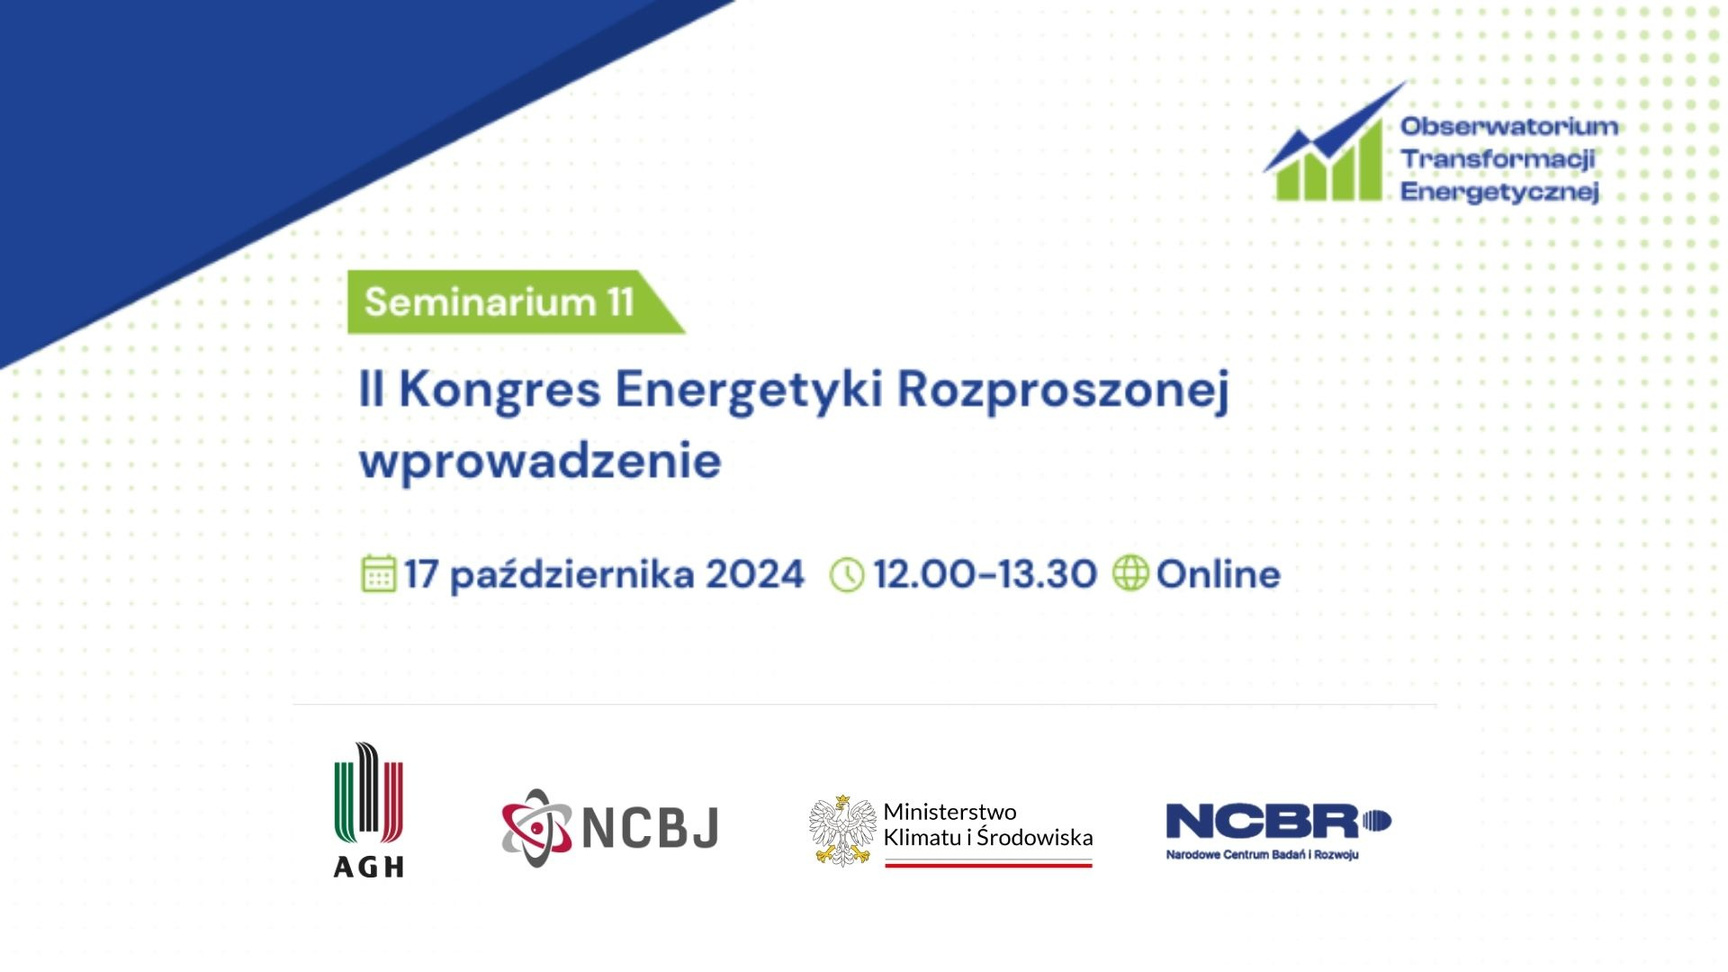 Obserwatorium
Transformacji
Energetycznej
Seminarium 11
II Kongres Energetyki Rozproszonej
wprowadzenie
17 października 2024 12.00-13.30 Online
AGH
NCBJ
Ministerstwo
Klimatu i Środowiska
NCBR
Narodowe Centrum Badań i Rozwoju